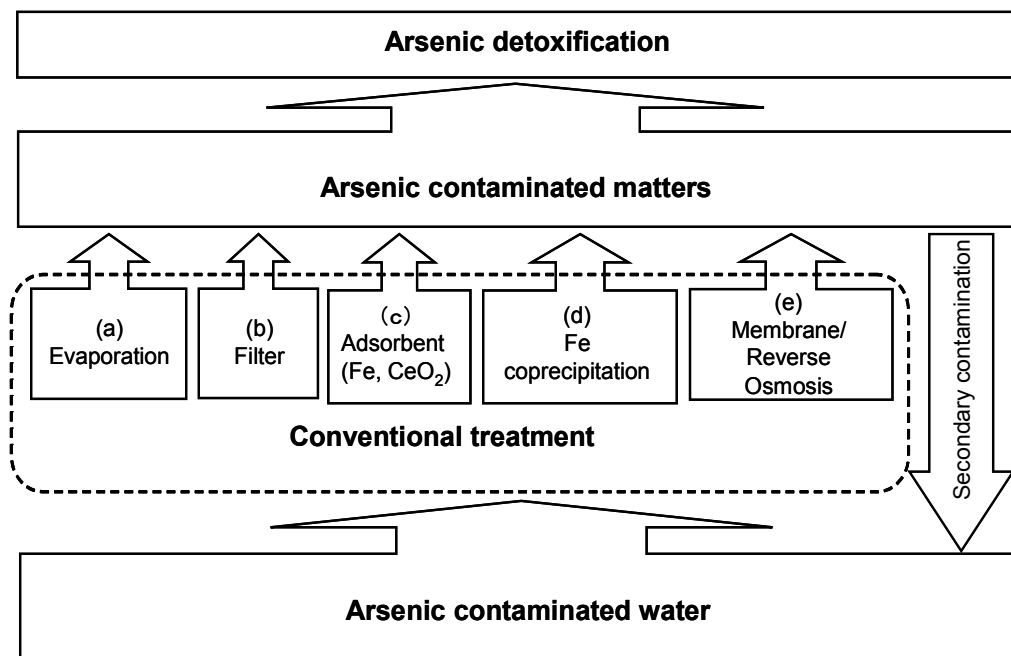 Arsenic detoxification
Arsenic contaminated matters
(a)
Evaporation
(b)
Filter
(c)
Adsorbent
(Fe, CeO₂)
(d)
Fe
coprecipitation
(e)
Membrane/
Reverse
Osmosis
Conventional treatment
Secondary contamination
Arsenic contaminated water